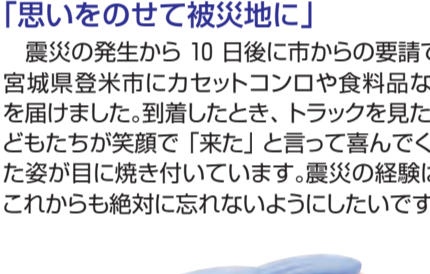 「思いをのせて被災地に」
震災の発生から 10 日後に市からの要請で
宮城県登米市にカセットコンロや食料品な
を届けました。到着したとき、トラックを見た
どもたちが笑顔で「来た」と言って喜んでく
た姿が目に焼き付いています。震災の経験は
これからも絶対に忘れないようにしたいです